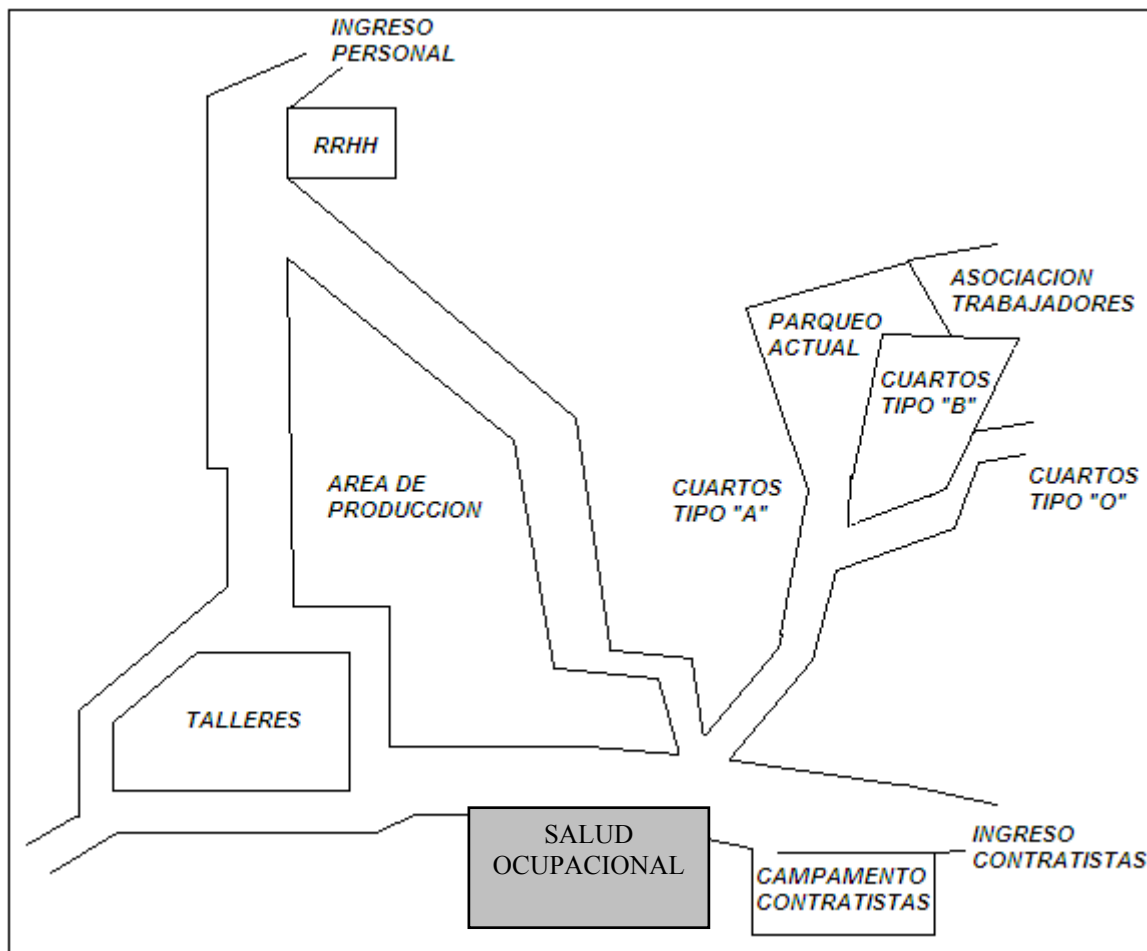 INGRESO
PERSONAL
RRHH
ASOCIACION
TRABAJADORES
PARQUEO
ACTUAL
CUARTOS
TIPO "B"
AREA DE
PRODUCCION
CUARTOS
TIPO "A"
CUARTOS
TIPO "O"
TALLERES
SALUD
OCUPACIONAL
INGRESO
CONTRATISTAS
CAMPAMENTO
CONTRATISTAS